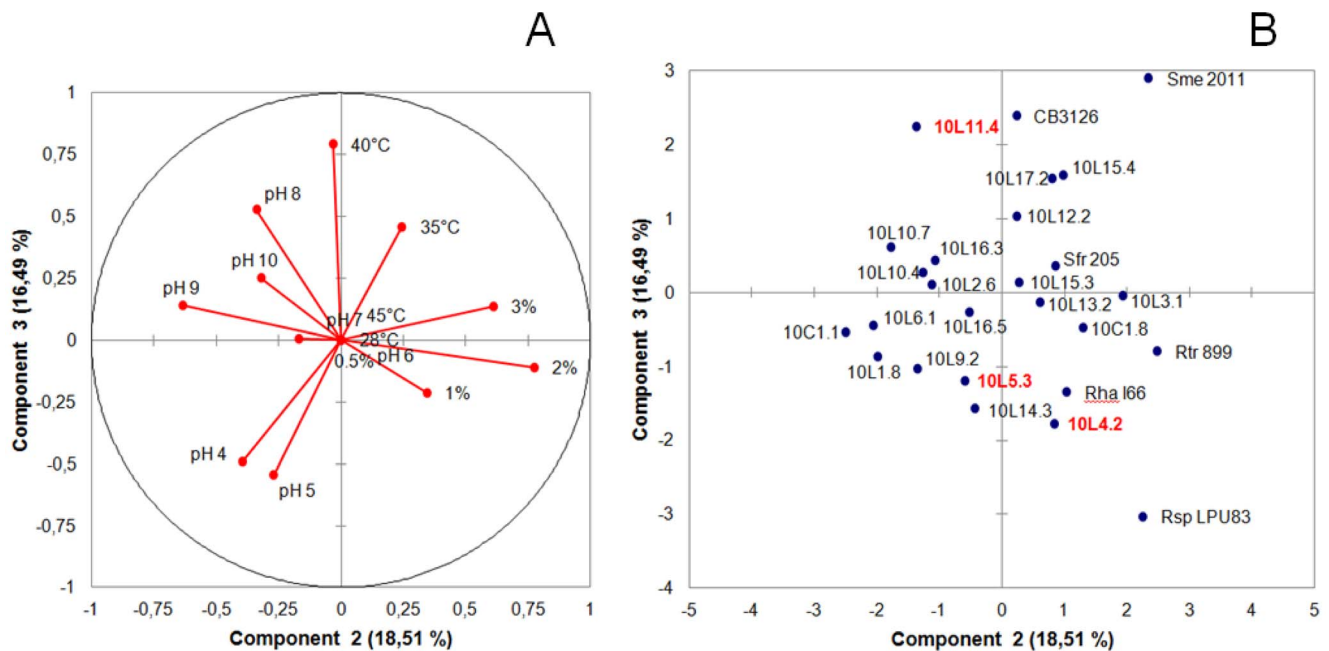 A
1
0,75
0,5
0,25
0
-0,25
-0,5
-0,75
-1
Component 3 (16,49 %)
40°C
pH 8
35°C
pH 10
pH 9
3%
pH 7
45°C
28°C
0.5%
pH 6
2%
1%
pH 4
pH 5
-1 -0,75 -0,5 -0,25 0 0,25 0,5 0,75 1
Component 2 (18,51 %)
B
3
2
1
0
-1
-2
-3
-4
Component 3 (16,49 %)
Sme 2011
CB3126
10L11.4
10L15.4
10L17.2
10L12.2
10L10.7
10L16.3
Sfr 205
10L10.4
10L2.6
10L15.3
10L13.2
10L3.1
10C1.1
10L6.1
10L16.5
10C1.8
Rtr 899
10L1.8
10L9.2
10L5.3
Rha I66
10L14.3
10L4.2
Rsp LPU83
-5 -4 -3 -2 -1 0 1 2 3 4 5
Component 2 (18,51 %)